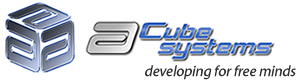 a a a
a Cube
systems
developing for free minds